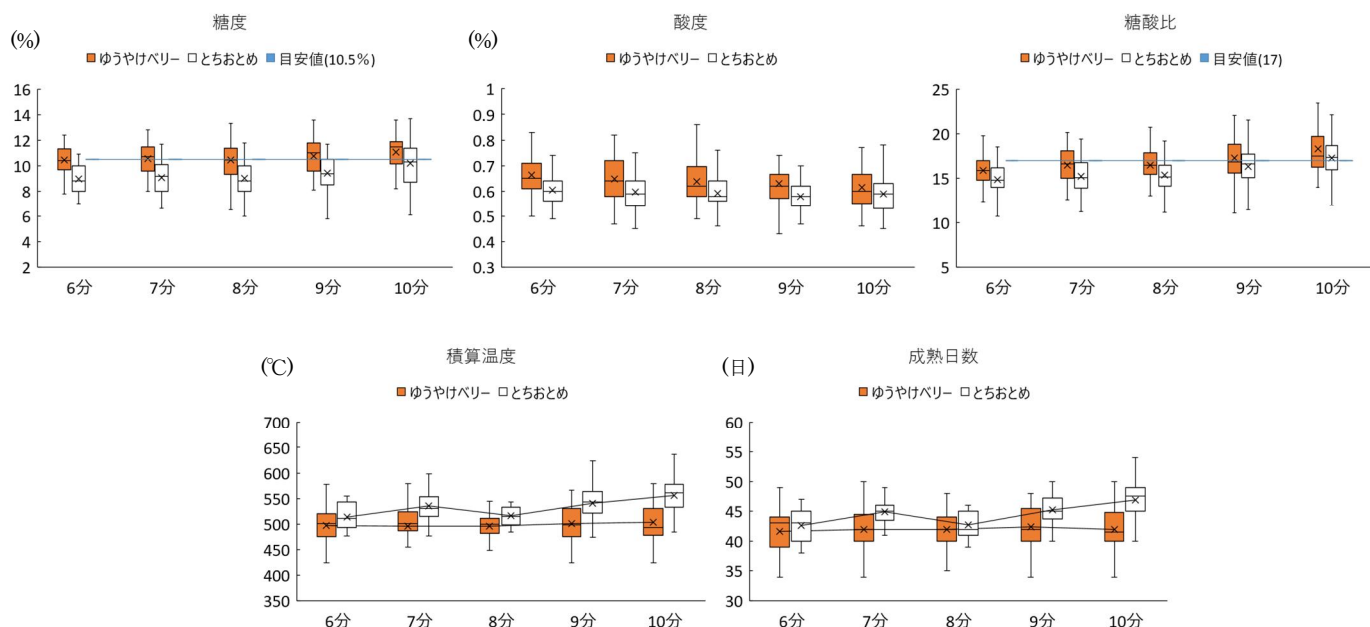 糖度
(%)
ゆうやけベリー とちおとめ 目安値(10.5%)
16
14
12
10
8
6
4
2
6分 7分 8分 9分 10分
酸度
(%)
ゆうやけベリー とちおとめ
1
0.9
0.8
0.7
0.6
0.5
0.4
0.3
6分 7分 8分 9分 10分
糖酸比
ゆうやけベリー とちおとめ 目安値(17)
25
20
15
10
5
6分 7分 8分 9分 10分
積算温度
(℃)
ゆうやけベリー とちおとめ
700
650
600
550
500
450
400
350
6分 7分 8分 9分 10分
成熟日数
(日)
ゆうやけベリー とちおとめ
60
55
50
45
40
35
30
6分 7分 8分 9分 10分